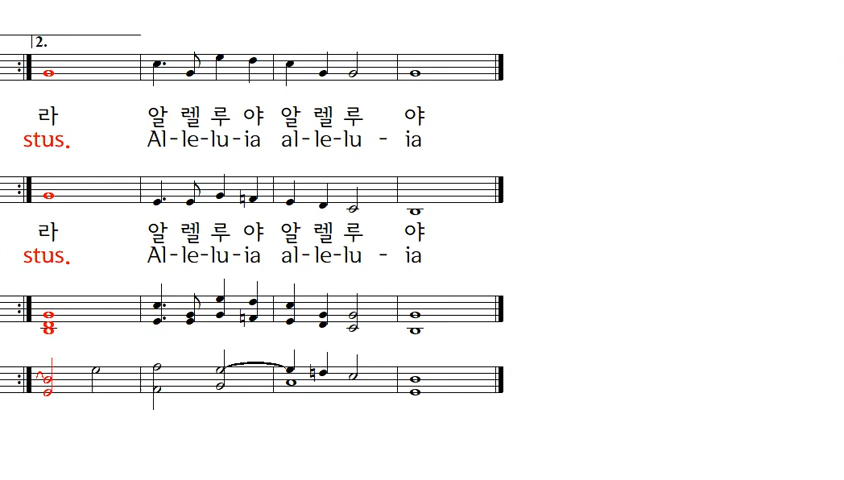 2.
라 알 렐 루 야 알 렐 루 야
stus. Al-le-lu-ia al-le-lu - ia
라 알 렐 루 야 알 렐 루 야
stus. Al-le-lu-ia al-le-lu - ia